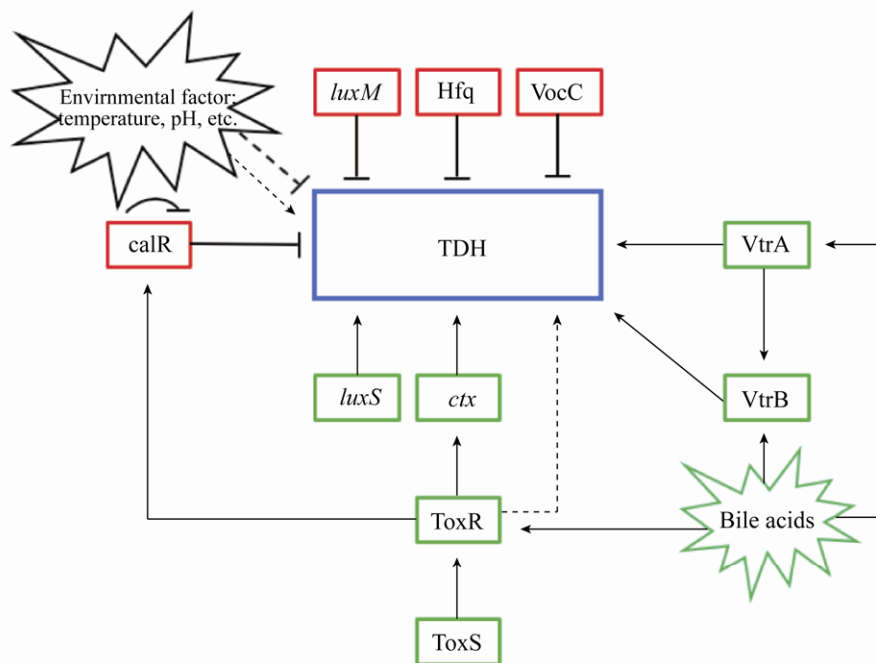 Envirnmental factor:
temperature, pH, etc.
luxM
Hfq
VocC
calR
TDH
VtrA
luxS
ctx
VtrB
ToxR
Bile acids
ToxS